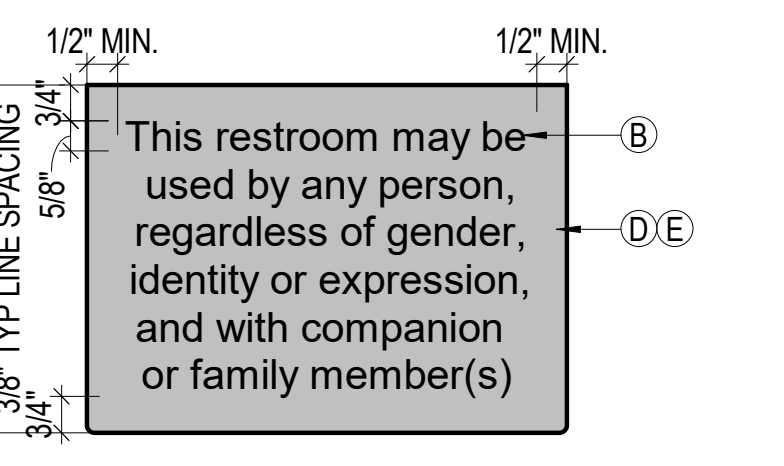 1/2" MIN.
1/2" MIN.
3/4"
5/8"
3/8" TYP LINE SPACING
3/4"
This restroom may be
used by any person,
regardless of gender,
identity or expression,
and with companion
or family member(s)
B
D E